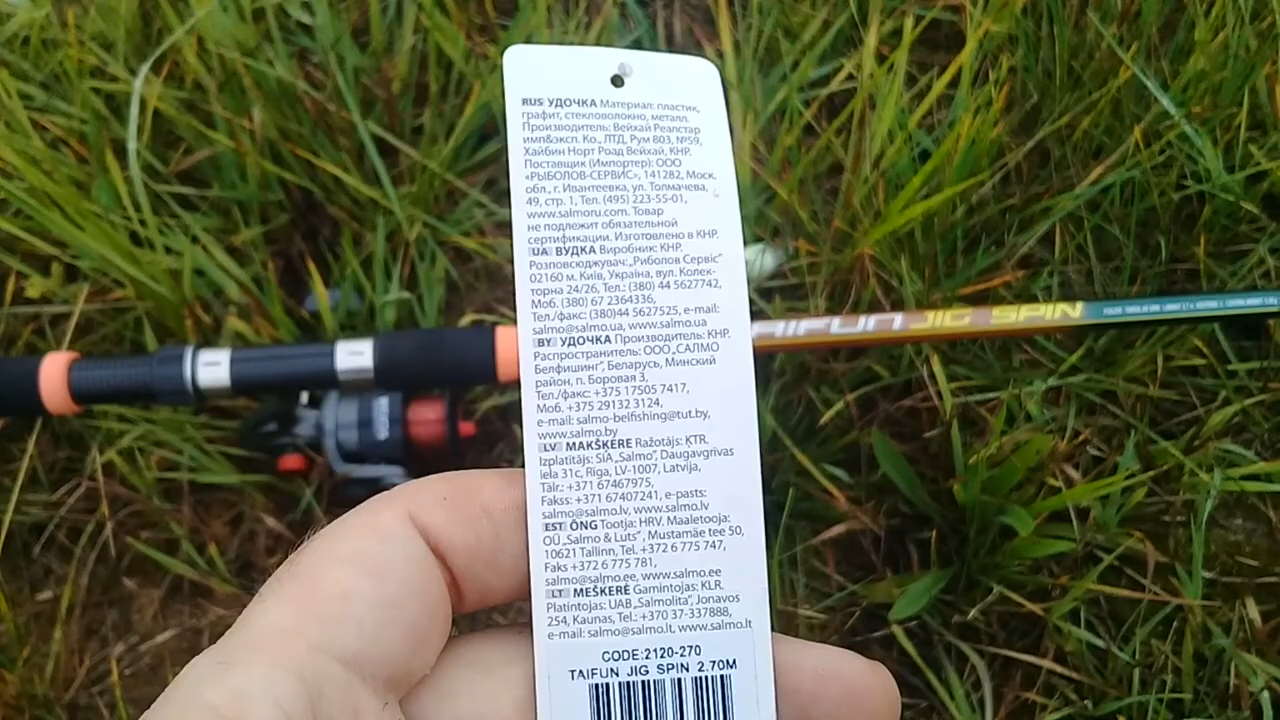 RUS УДОЧКА Материал: пластик,
графит, стекловолокно, металл.
Производитель: Вейхай Реалстар
имп&эксп. Ко., ЛТД, Рум 803, №59,
Хайбин Норт Роад Вейхай, КНР.
Поставщик (Импортер): ООО
«РЫБОЛОВ-СЕРВИС», 141282, Моск.
обл., г. Ивантеевка, ул. Толмачева,
49, стр. 1, Тел. (495) 223-55-01,
www.salmoru.com. Товар
не подлежит обязательной
сертификации. Изготовлено в КНР.
UA ВУДКА Виробник: КНР.
Розповсюджувач: „Риболов Сервіс"
02160 м. Київ, Україна, вул. Колек-
торна 24/26, Тел.: (380) 44 5627742,
Моб. (380) 67 2364336,
Тел./факс: (380)44 5627525, e-mail:
salmo@salmo.ua, www.salmo.ua
BY УДОЧКА Производитель: КНР.
Распространитель: ООО „САЛМО
Белфишинг", Беларусь, Минский
район, п. Боровая 3,
Тел./факс: +375 17505 7417,
Моб. +375 29132 3124,
e-mail: salmo-belfishing@tut.by,
www.salmo.by
LV MAKŠĶERE Ražotājs: ĶTR.
Izplatītājs: SIA „Salmo", Daugavgrīvas
iela 31c, Rīga, LV-1007, Latvija,
Tālr.: +371 67467975,
Fakss: +371 67407241, e-pasts:
salmo@salmo.lv, www.salmo.lv
EST ÕNG Tootja: HRV. Maaletooja:
OÜ „Salmo & Luts", Mustamäe tee 50,
10621 Tallinn, Tel. +372 6 775 747,
Faks +372 6 775 781,
salmo@salmo.ee, www.salmo.ee
LT MEŠKERĖ Gamintojas: KLR.
Platintojas: UAB „Salmolita", Jonavos
254, Kaunas, Tel.: +370 37-337888,
e-mail: salmo@salmo.lt, www.salmo.lt
CODE:2120-270
TAIFUN JIG SPIN 2.70M
TAIFUN JIG SPIN